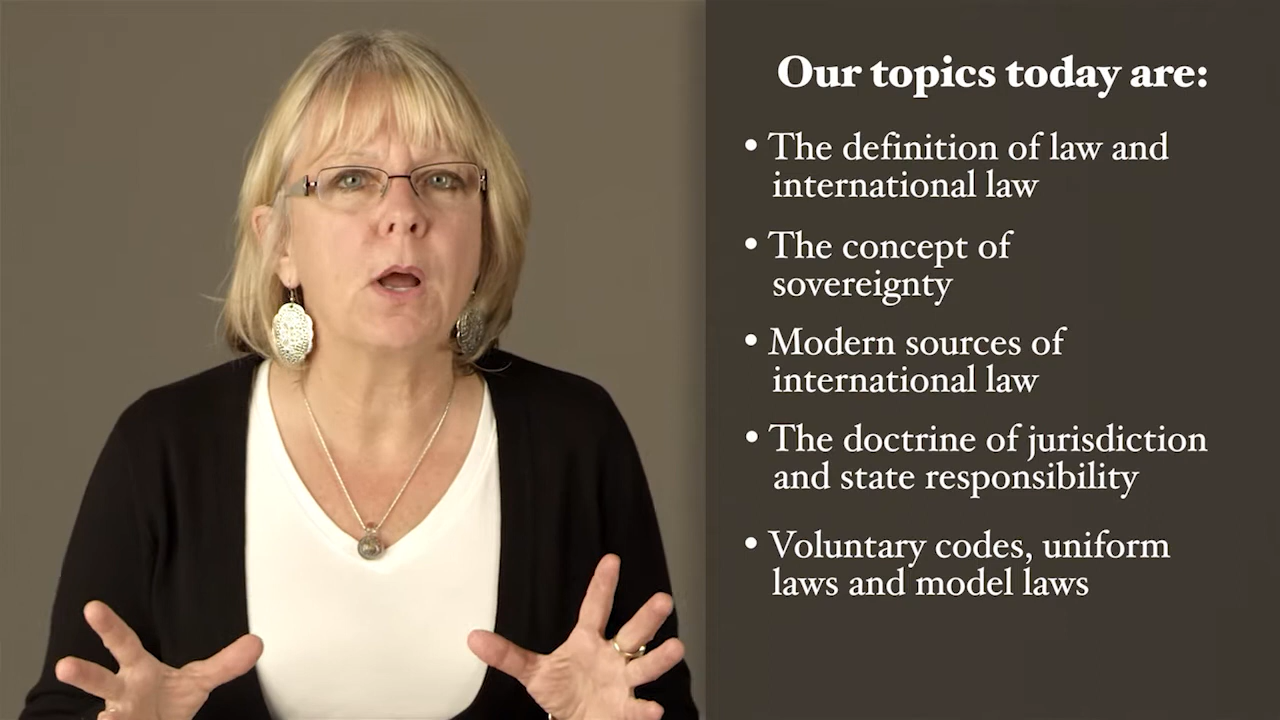 Our topics today are:
• The definition of law and
international law
• The concept of
sovereignty
• Modern sources of
international law
• The doctrine of jurisdiction
and state responsibility
• Voluntary codes, uniform
laws and model laws